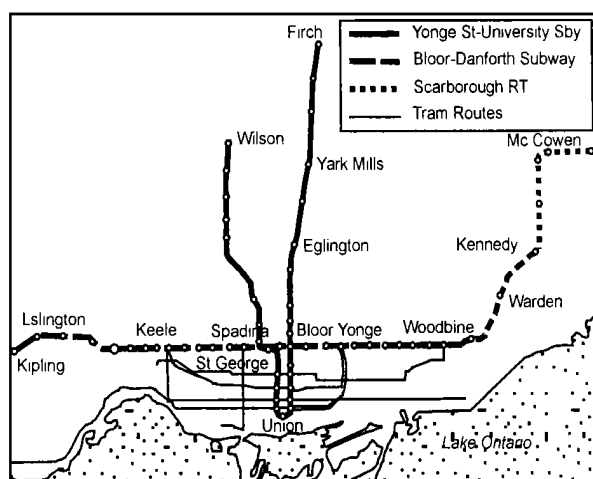 Firch
Yonge St-University Sby
Bloor-Danforth Subway
Scarborough RT
Tram Routes
Wilson
Mc Cowen
Yark Mills
Eglington
Kennedy
Warden
Lslington
Keele
Spadina
Bloor Yonge
Woodbine
Kipling
St George
Union
Lake Ontario